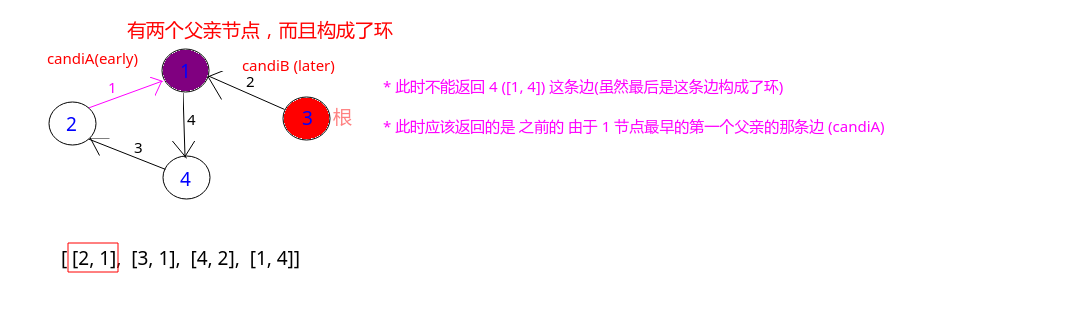 有两个父亲节点，而且构成了环
candiA(early)
candiB (later)
1
1
2
2
3
根
4
3
4
* 此时不能返回 4 ([1, 4]) 这条边(虽然最后是这条边构成了环)
* 此时应该返回的是 之前的 由于 1 节点最早的第一个父亲的那条边 (candiA)
[ [2, 1],  [3, 1],  [4, 2],  [1, 4]]